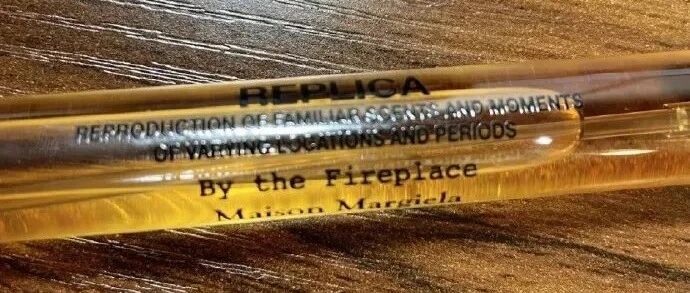 REPLICA
REPRODUCTION OF FAMILIAR SCENTS AND MOMENTS
OF VARYING LOCATIONS AND PERIODS
By the Fireplace
Maison Margiela